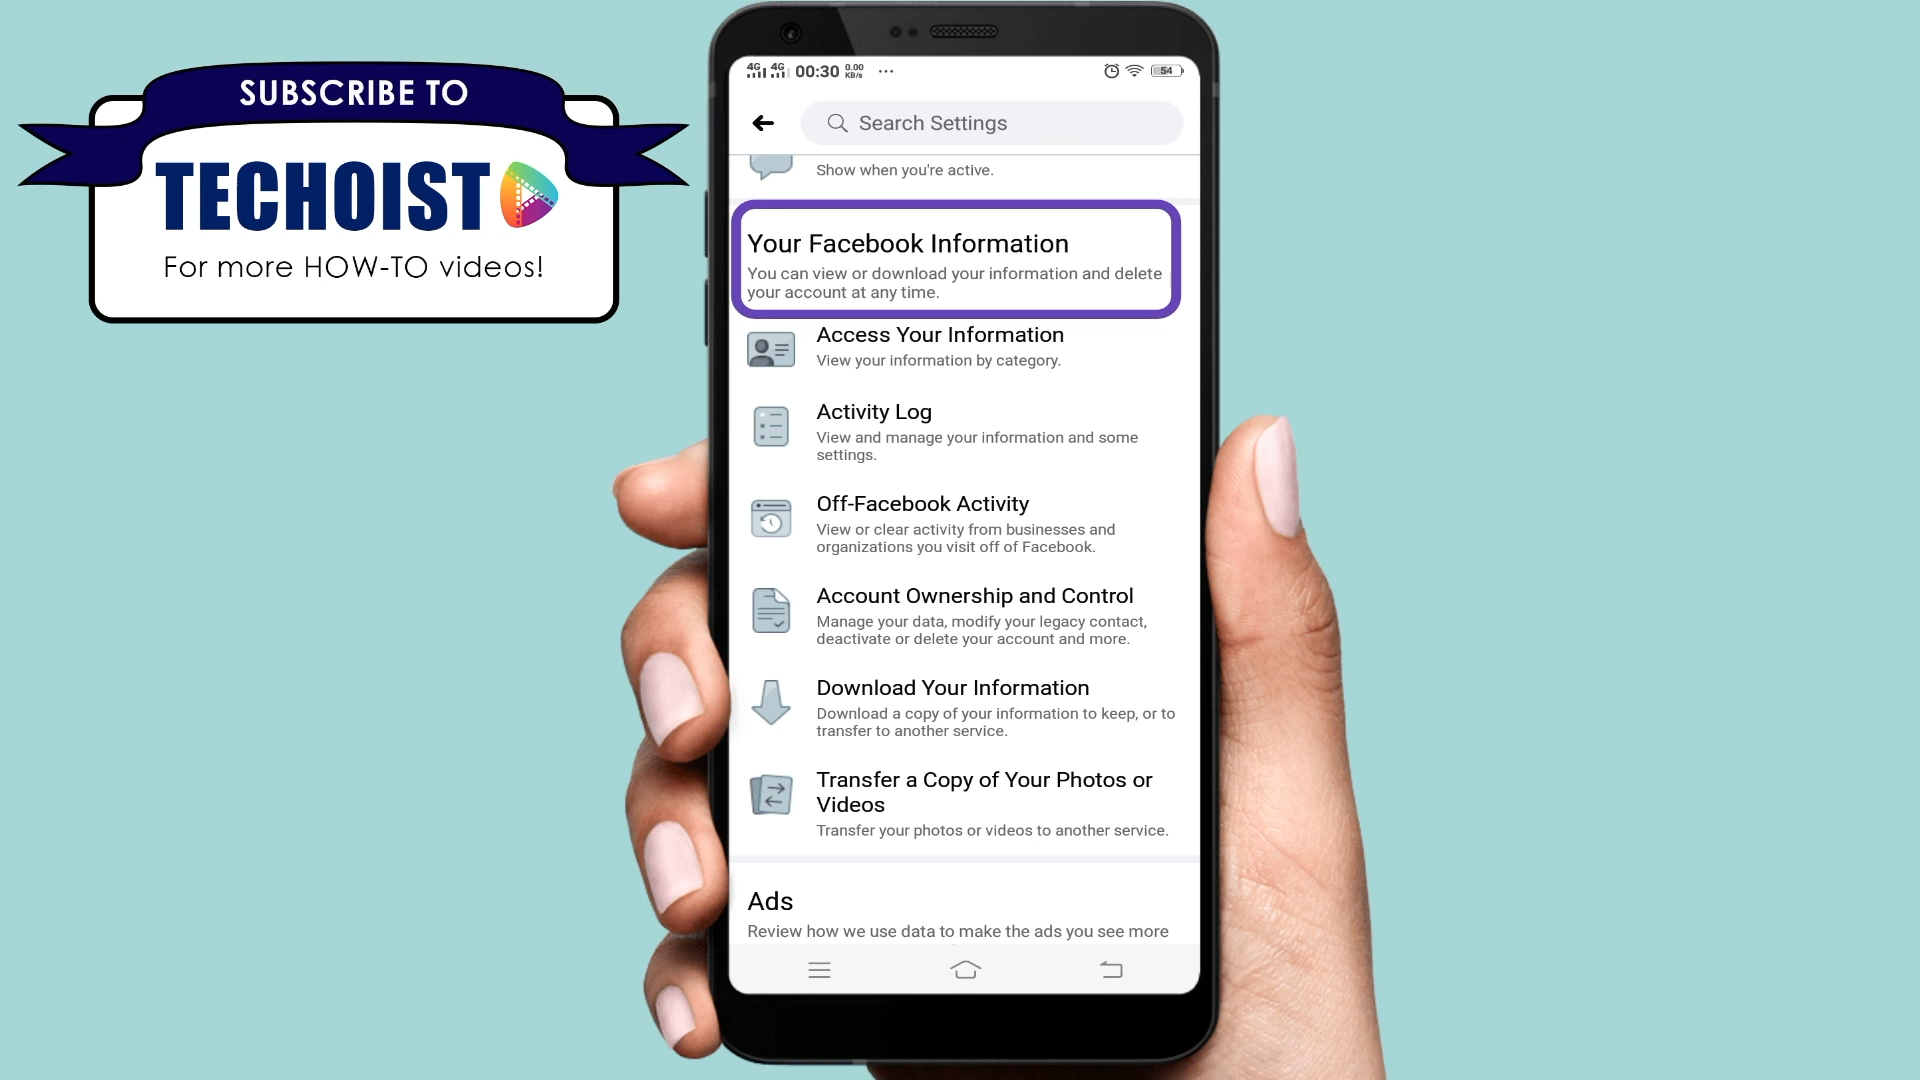 SUBSCRIBE TO
TECHOIST
For more HOW-TO videos!
4G 4G 00:30 0.00 KB/s ... 54
Search Settings
Show when you're active.
Your Facebook Information
You can view or download your information and delete
your account at any time.
Access Your Information
View your information by category.
Activity Log
View and manage your information and some
settings.
Off-Facebook Activity
View or clear activity from businesses and
organizations you visit off of Facebook.
Account Ownership and Control
Manage your data, modify your legacy contact,
deactivate or delete your account and more.
Download Your Information
Download a copy of your information to keep, or to
transfer to another service.
Transfer a Copy of Your Photos or
Videos
Transfer your photos or videos to another service.
Ads
Review how we use data to make the ads you see more